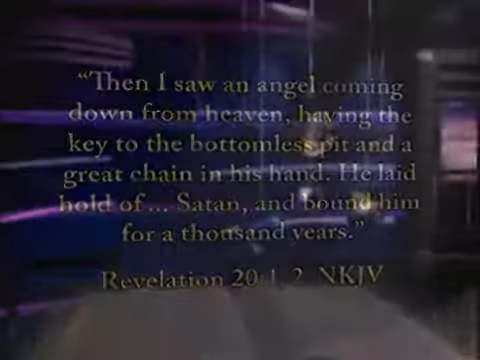 “Then I saw an angel coming
down from heaven, having the
key to the bottomless pit and a
great chain in his hand. He laid
hold of ... Satan, and bound him
for a thousand years.”
Revelation 20:1, 2 NKJV